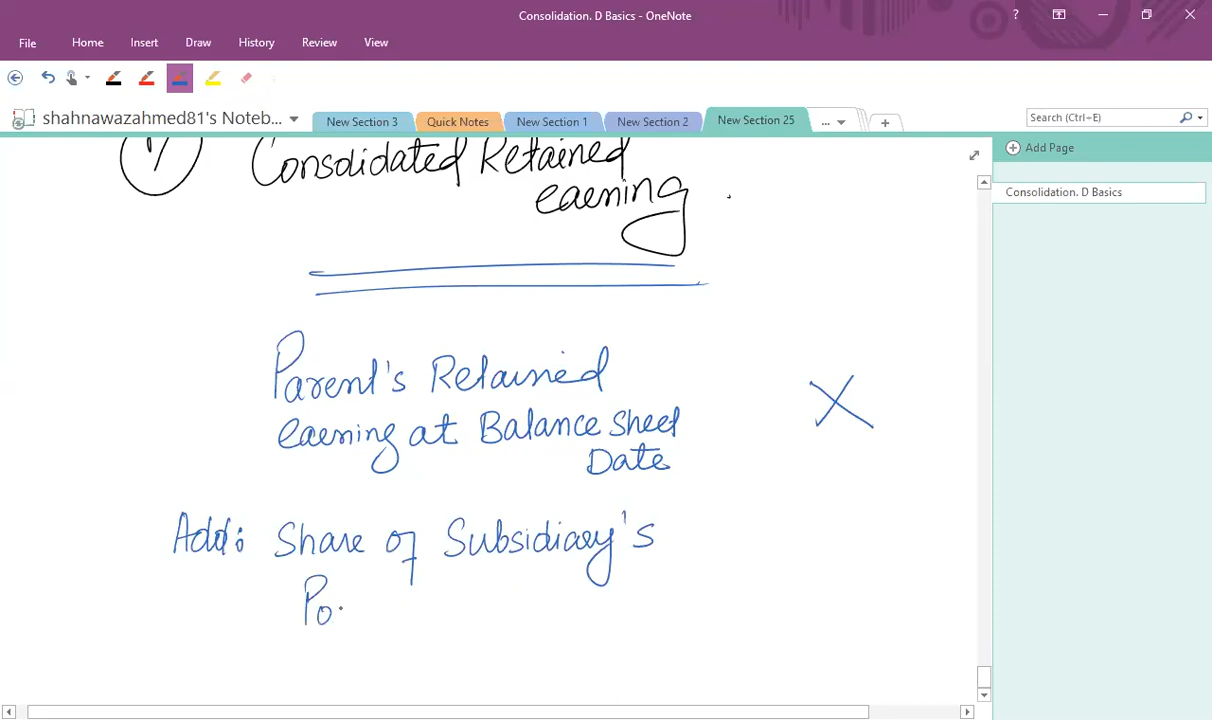 Consolidation. D Basics - OneNote
?
File Home Insert Draw History Review View
shahnawazahmed81's Noteb... New Section 3 Quick Notes New Section 1 New Section 2 New Section 25 ... Search (Ctrl+E)
Add Page
Consolidation. D Basics
Consolidated Retained
earning
Parent's Retained
earning at Balance sheet
Date
X
Add: Share of Subsidiary's
Po